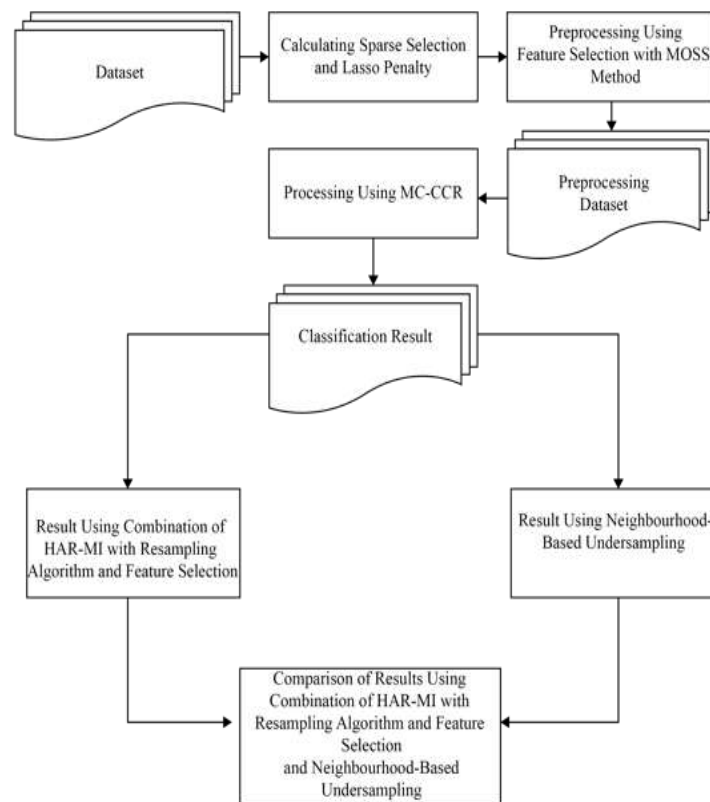 Dataset
Calculating Sparse Selection
and Lasso Penalty
Preprocessing Using
Feature Selection with MOSS
Method
Processing Using MC-CCR
Preprocessing
Dataset
Classification Result
Result Using Combination of
HAR-MI with Resampling
Algorithm and Feature Selection
Result Using Neighbourhood-
Based Undersampling
Comparison of Results Using
Combination of HAR-MI with
Resampling Algorithm and Feature
Selection
and Neighbourhood-Based
Undersampling